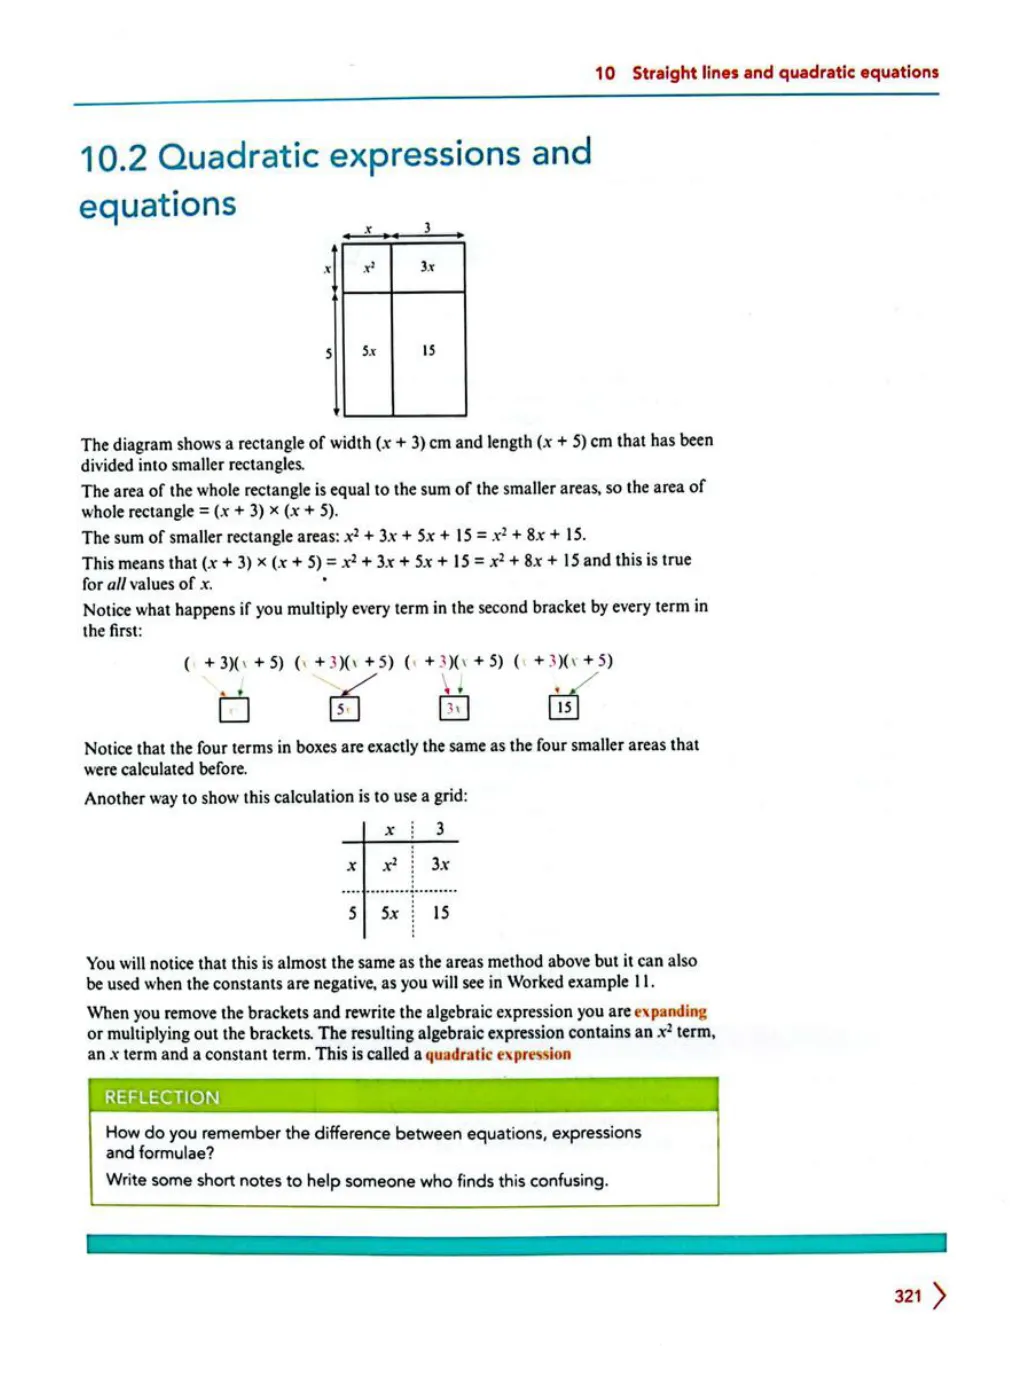 10 Straight lines and quadratic equations
10.2 Quadratic expressions and
equations
x 3
x x² 3x
5 5x 15
The diagram shows a rectangle of width (x + 3) cm and length (x + 5) cm that has been
divided into smaller rectangles.
The area of the whole rectangle is equal to the sum of the smaller areas, so the area of
whole rectangle = (x + 3) × (x + 5).
The sum of smaller rectangle areas: x² + 3x + 5x + 15 = x² + 8x + 15.
This means that (x + 3) × (x + 5) = x² + 3x + 5x + 15 = x² + 8x + 15 and this is true
for all values of x.
Notice what happens if you multiply every term in the second bracket by every term in
the first:
( + 3)( + 5) ( + 3)( + 5) ( + 3)( + 5) ( + 3)( + 5)
5 3 15
Notice that the four terms in boxes are exactly the same as the four smaller areas that
were calculated before.
Another way to show this calculation is to use a grid:
x 3
x x² 3x
5 5x 15
You will notice that this is almost the same as the areas method above but it can also
be used when the constants are negative, as you will see in Worked example 11.
When you remove the brackets and rewrite the algebraic expression you are expanding
or multiplying out the brackets. The resulting algebraic expression contains an x² term,
an x term and a constant term. This is called a quadratic expression
REFLECTION
How do you remember the difference between equations, expressions
and formulae?
Write some short notes to help someone who finds this confusing.
321